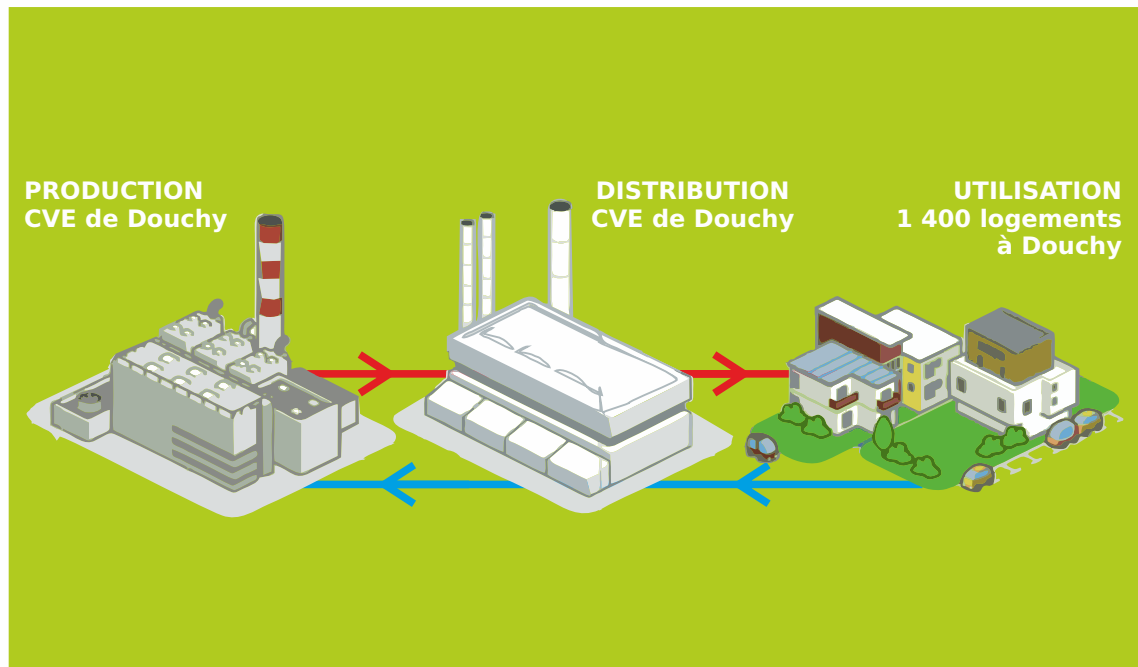 PRODUCTION
CVE de Douchy
DISTRIBUTION
CVE de Douchy
UTILISATION
1 400 logements
à Douchy